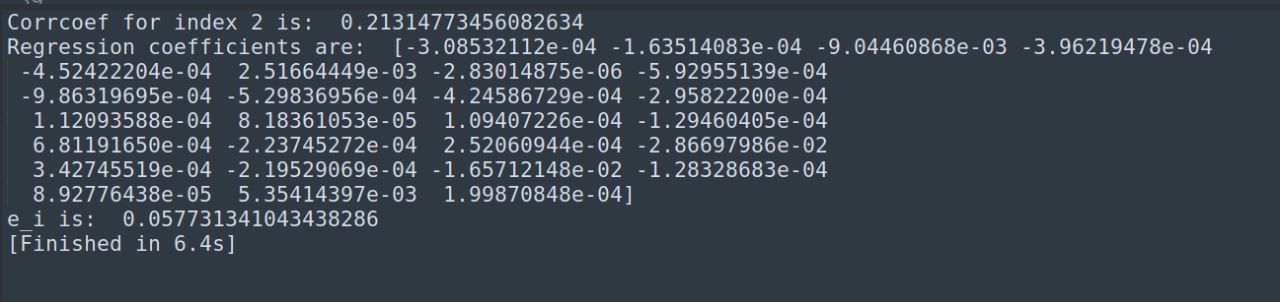 Corrcoef for index 2 is:  0.21314773456082634
Regression coefficients are:  [-3.08532112e-04 -1.63514083e-04 -9.04460868e-03 -3.96219478e-04
 -4.52422204e-04  2.51664449e-03 -2.83014875e-06 -5.92955139e-04
 -9.86319695e-04 -5.29836956e-04 -4.24586729e-04 -2.95822200e-04
  1.12093588e-04  8.18361053e-05  1.09407226e-04 -1.29460405e-04
  6.81191650e-04 -2.23745272e-04  2.52060944e-04 -2.86697986e-02
  3.42745519e-04 -2.19529069e-04 -1.65712148e-02 -1.28328683e-04
  8.92776438e-05  5.35414397e-03  1.99870848e-04]
e_i is:  0.057731341043438286
[Finished in 6.4s]